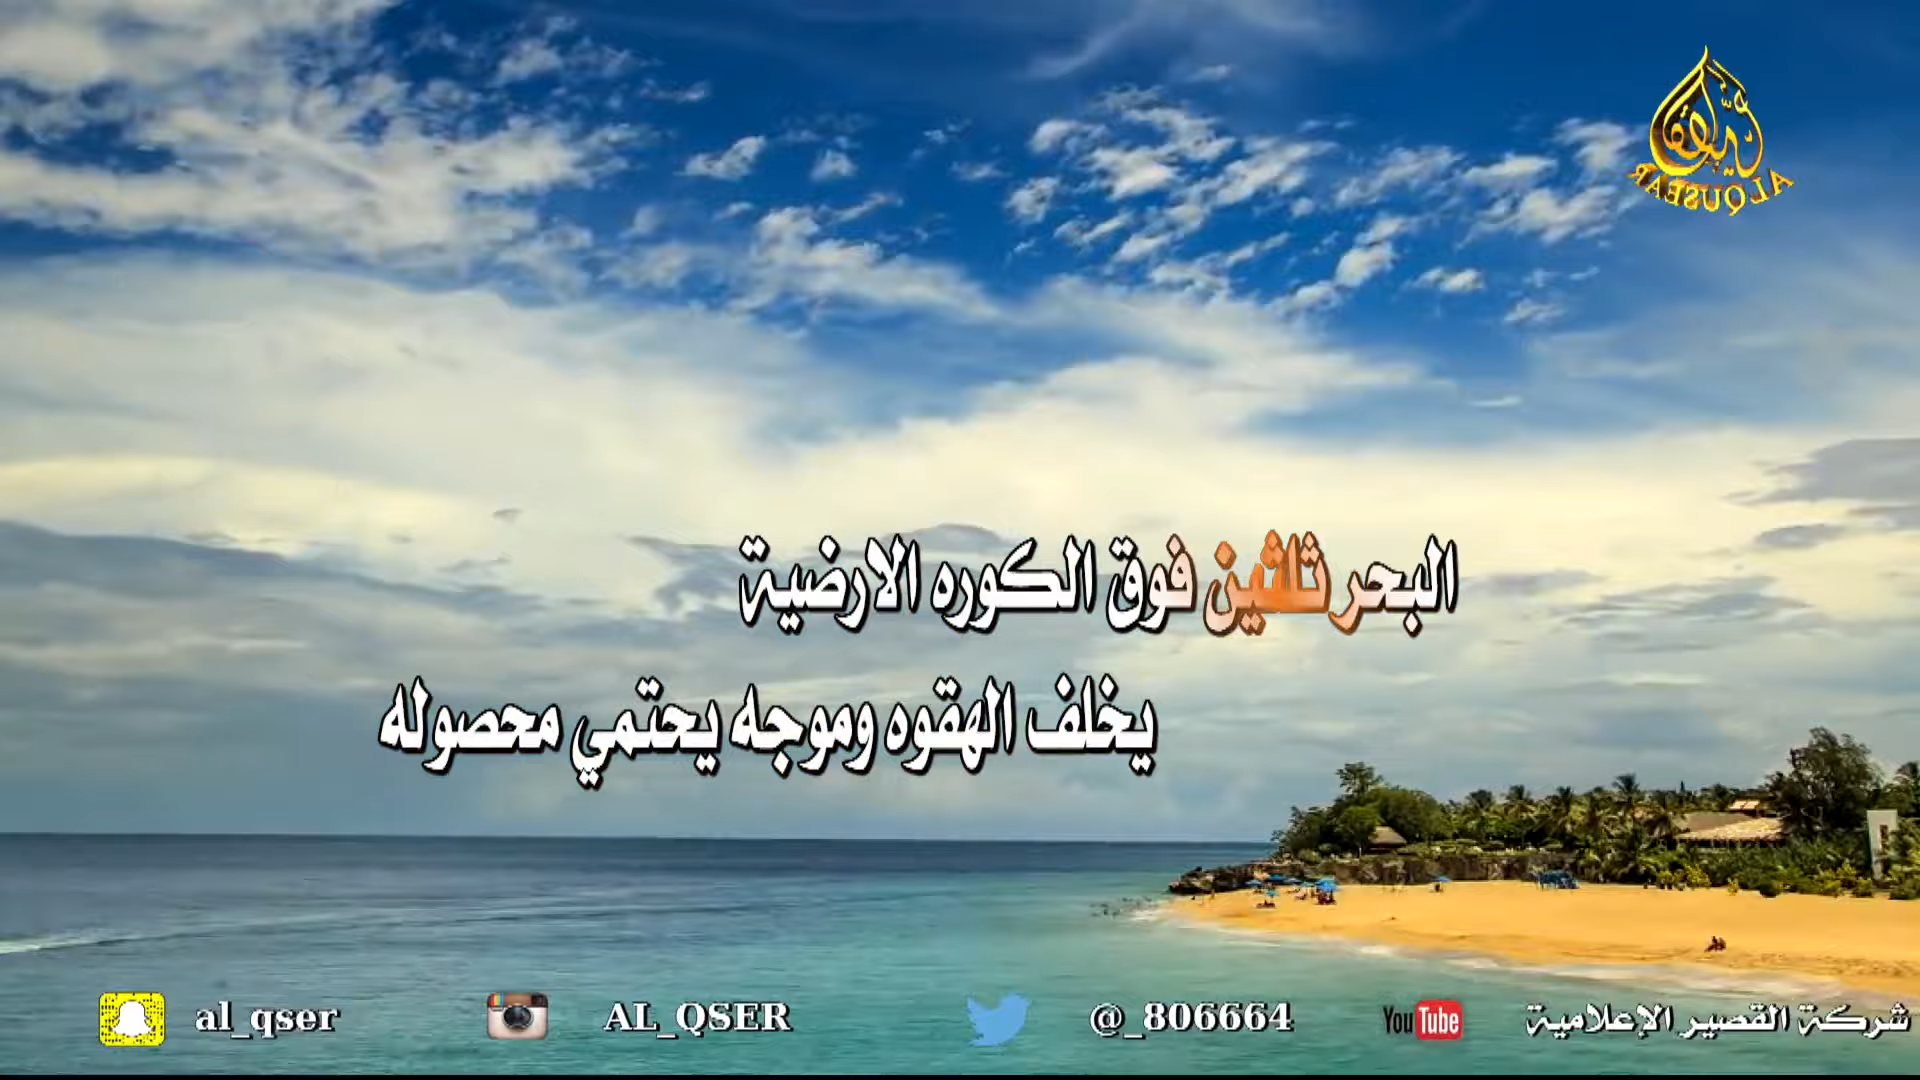 ALQUSEAR
البحر ثلثين فوق الكوره الارضية
يخلف الهقوه وموجه يحتمي محصوله
al_qser
AL_QSER
@_806664
YouTube
شركة القصير الإعلامية